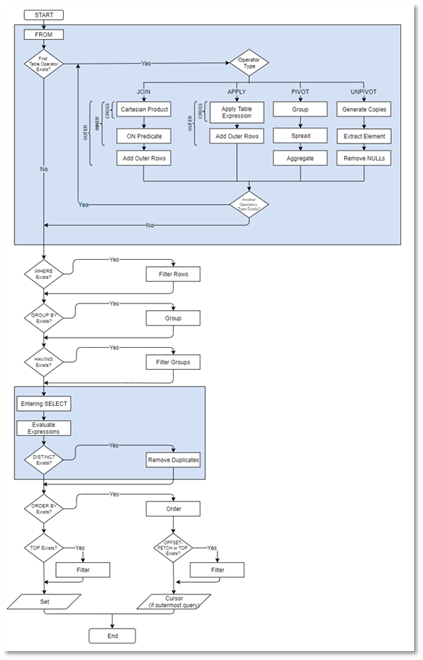 START
FROM
First
Table Operator
Exists?
Yes
Operator
Type
JOIN
APPLY
PIVOT
UNPIVOT
OUTER
INNER
CROSS
Cartesian Product
OUTER
CROSS
Apply Table
Expression
Group
Generate Copies
ON Predicate
Add Outer Rows
Spread
Extract Element
Add Outer Rows
Aggregate
Remove NULLs
No
Yes
Another
Operatory
Type Exists?
No
WHERE
Exists?
Yes
Filter Rows
GROUP BY
Exists?
Yes
Group
HAVING
Exists?
Yes
Filter Groups
Entering SELECT
Evaluate
Expressions
DISTINCT
Exists?
Yes
Remove Duplicates
ORDER BY
Exists?
Yes
Order
TOP Exists?
Yes
Filter
OFFSET-
FETCH or TOP
Exists?
Yes
Filter
Set
Cursor
(if outermost query)
End